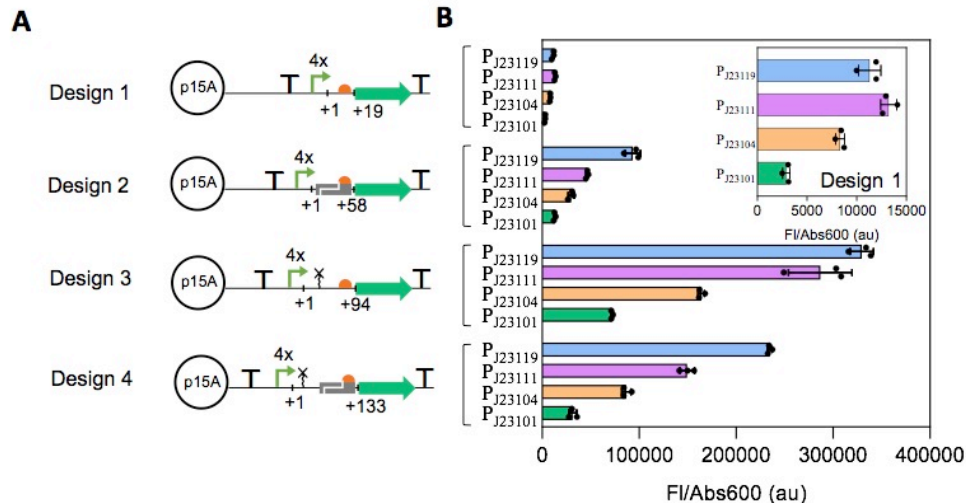 A
B
Design 1
p15A
T
4x
T
+1
+19
Design 2
p15A
T
4x
T
+1
+58
Design 3
p15A
T
4x
T
+1
+94
Design 4
p15A
T
4x
T
+1
+133
PJ23119
PJ23111
PJ23104
PJ23101
PJ23119
PJ23111
PJ23104
PJ23101
PJ23119
PJ23111
PJ23104
PJ23101
PJ23119
PJ23111
PJ23104
PJ23101
0 100000 200000 300000 400000
Fl/Abs600 (au)
PJ23119
PJ23111
PJ23104
PJ23101
Design 1
0 5000 10000 15000
Fl/Abs600 (au)